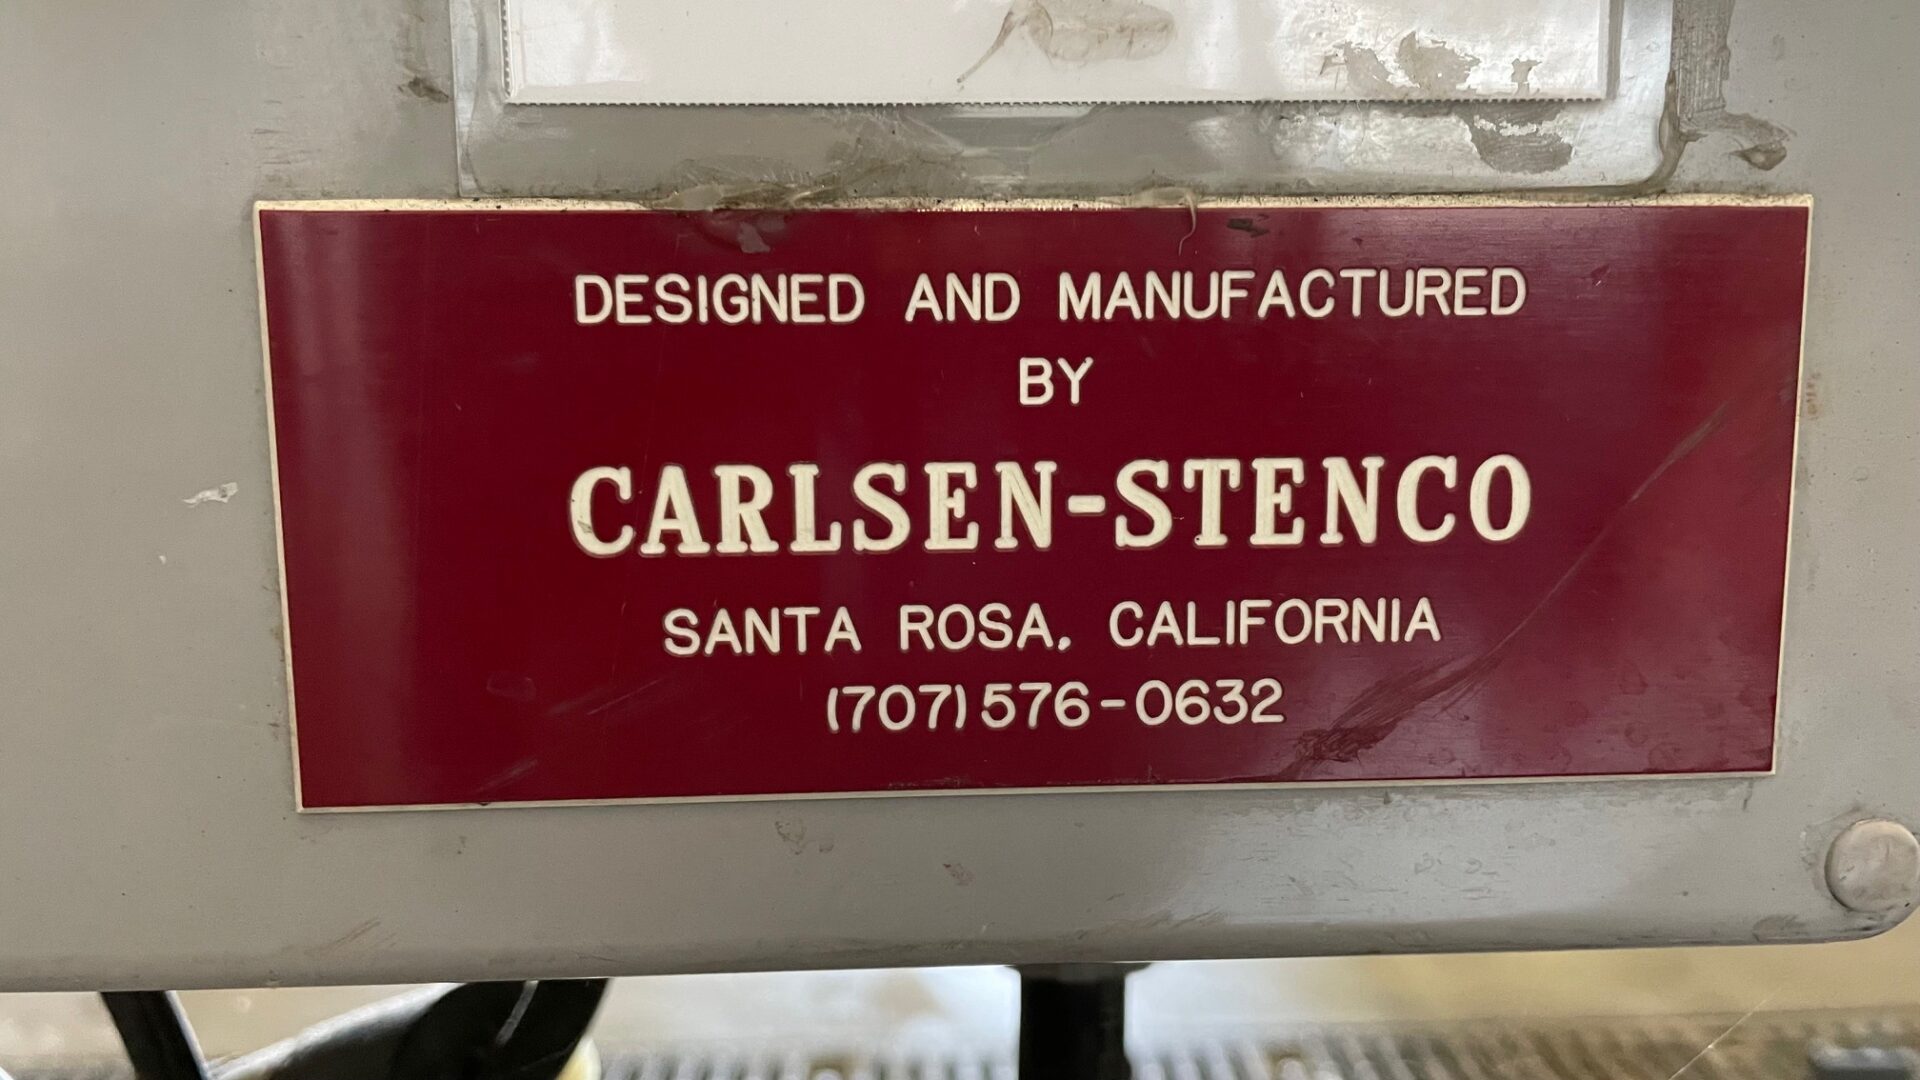 DESIGNED AND MANUFACTURED
BY
CARLSEN-STENCO
SANTA ROSA, CALIFORNIA
(707) 576-0632